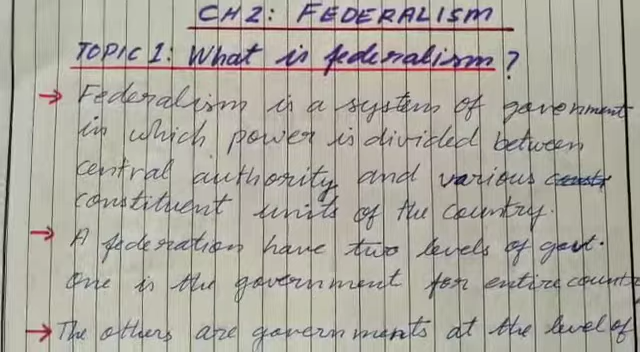 CH 2: FEDERALISM
TOPIC 1: What is federalism?
→ Federalism is a system of government
in which power is divided between
central authority and various
constituent units of the country.
→ A federation have two levels of govt.
One is the government for entire countr
→ The others are governments at the level of